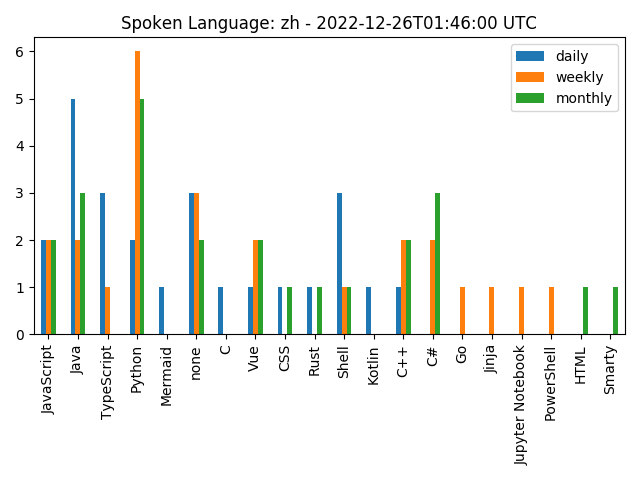 Spoken Language: zh - 2022-12-26T01:46:00 UTC
daily
weekly
monthly
6
5
4
3
2
1
0
JavaScript
Java
TypeScript
Python
Mermaid
none
C
Vue
CSS
Rust
Shell
Kotlin
C++
C#
Go
Jinja
Jupyter Notebook
PowerShell
HTML
Smarty